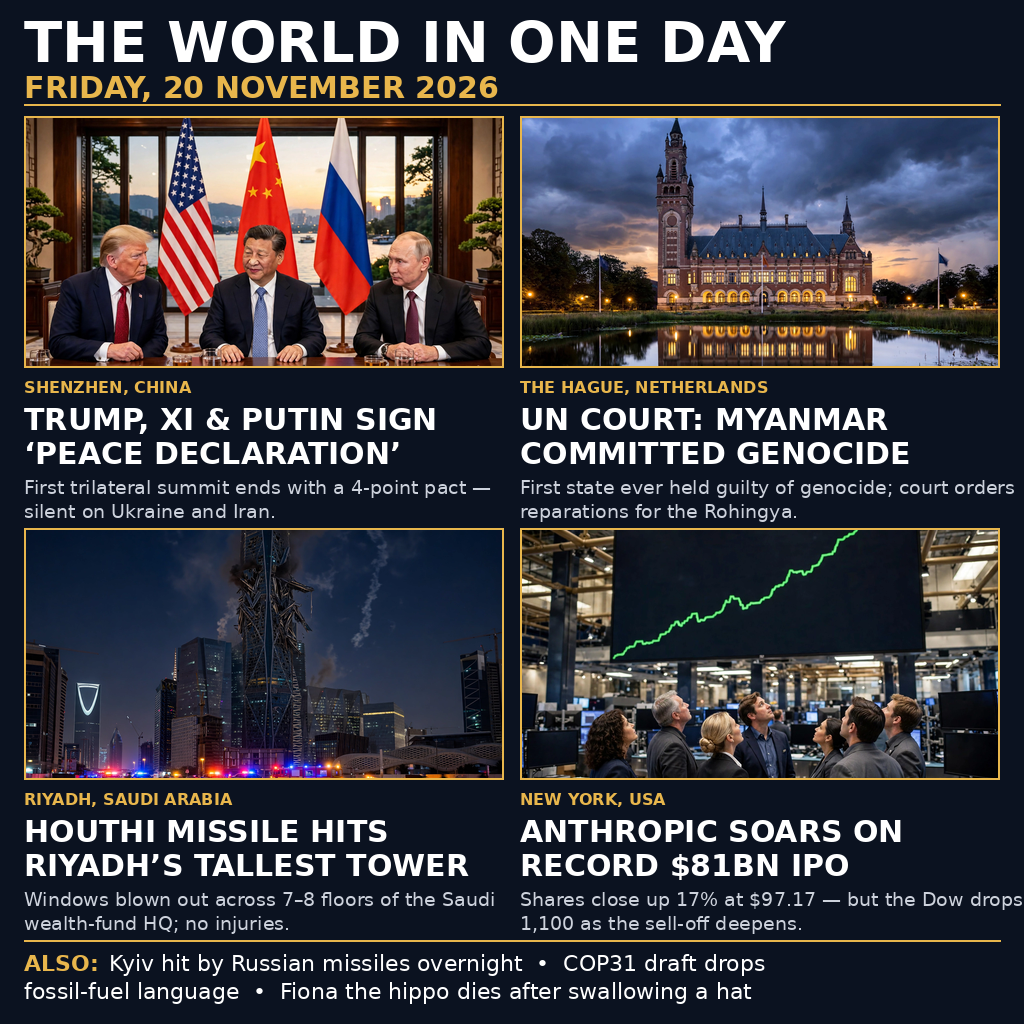 THE WORLD IN ONE DAY
FRIDAY, 20 NOVEMBER 2026
SHENZHEN, CHINA
TRUMP, XI & PUTIN SIGN
‘PEACE DECLARATION’
First trilateral summit ends with a 4-point pact —
silent on Ukraine and Iran.
THE HAGUE, NETHERLANDS
UN COURT: MYANMAR
COMMITTED GENOCIDE
First state ever held guilty of genocide; court orders
reparations for the Rohingya.
RIYADH, SAUDI ARABIA
HOUTHI MISSILE HITS
RIYADH’S TALLEST TOWER
Windows blown out across 7–8 floors of the Saudi
wealth-fund HQ; no injuries.
NEW YORK, USA
ANTHROPIC SOARS ON
RECORD $81BN IPO
Shares close up 17% at $97.17 — but the Dow drops
1,100 as the sell-off deepens.
ALSO: Kyiv hit by Russian missiles overnight • COP31 draft drops
fossil-fuel language • Fiona the hippo dies after swallowing a hat